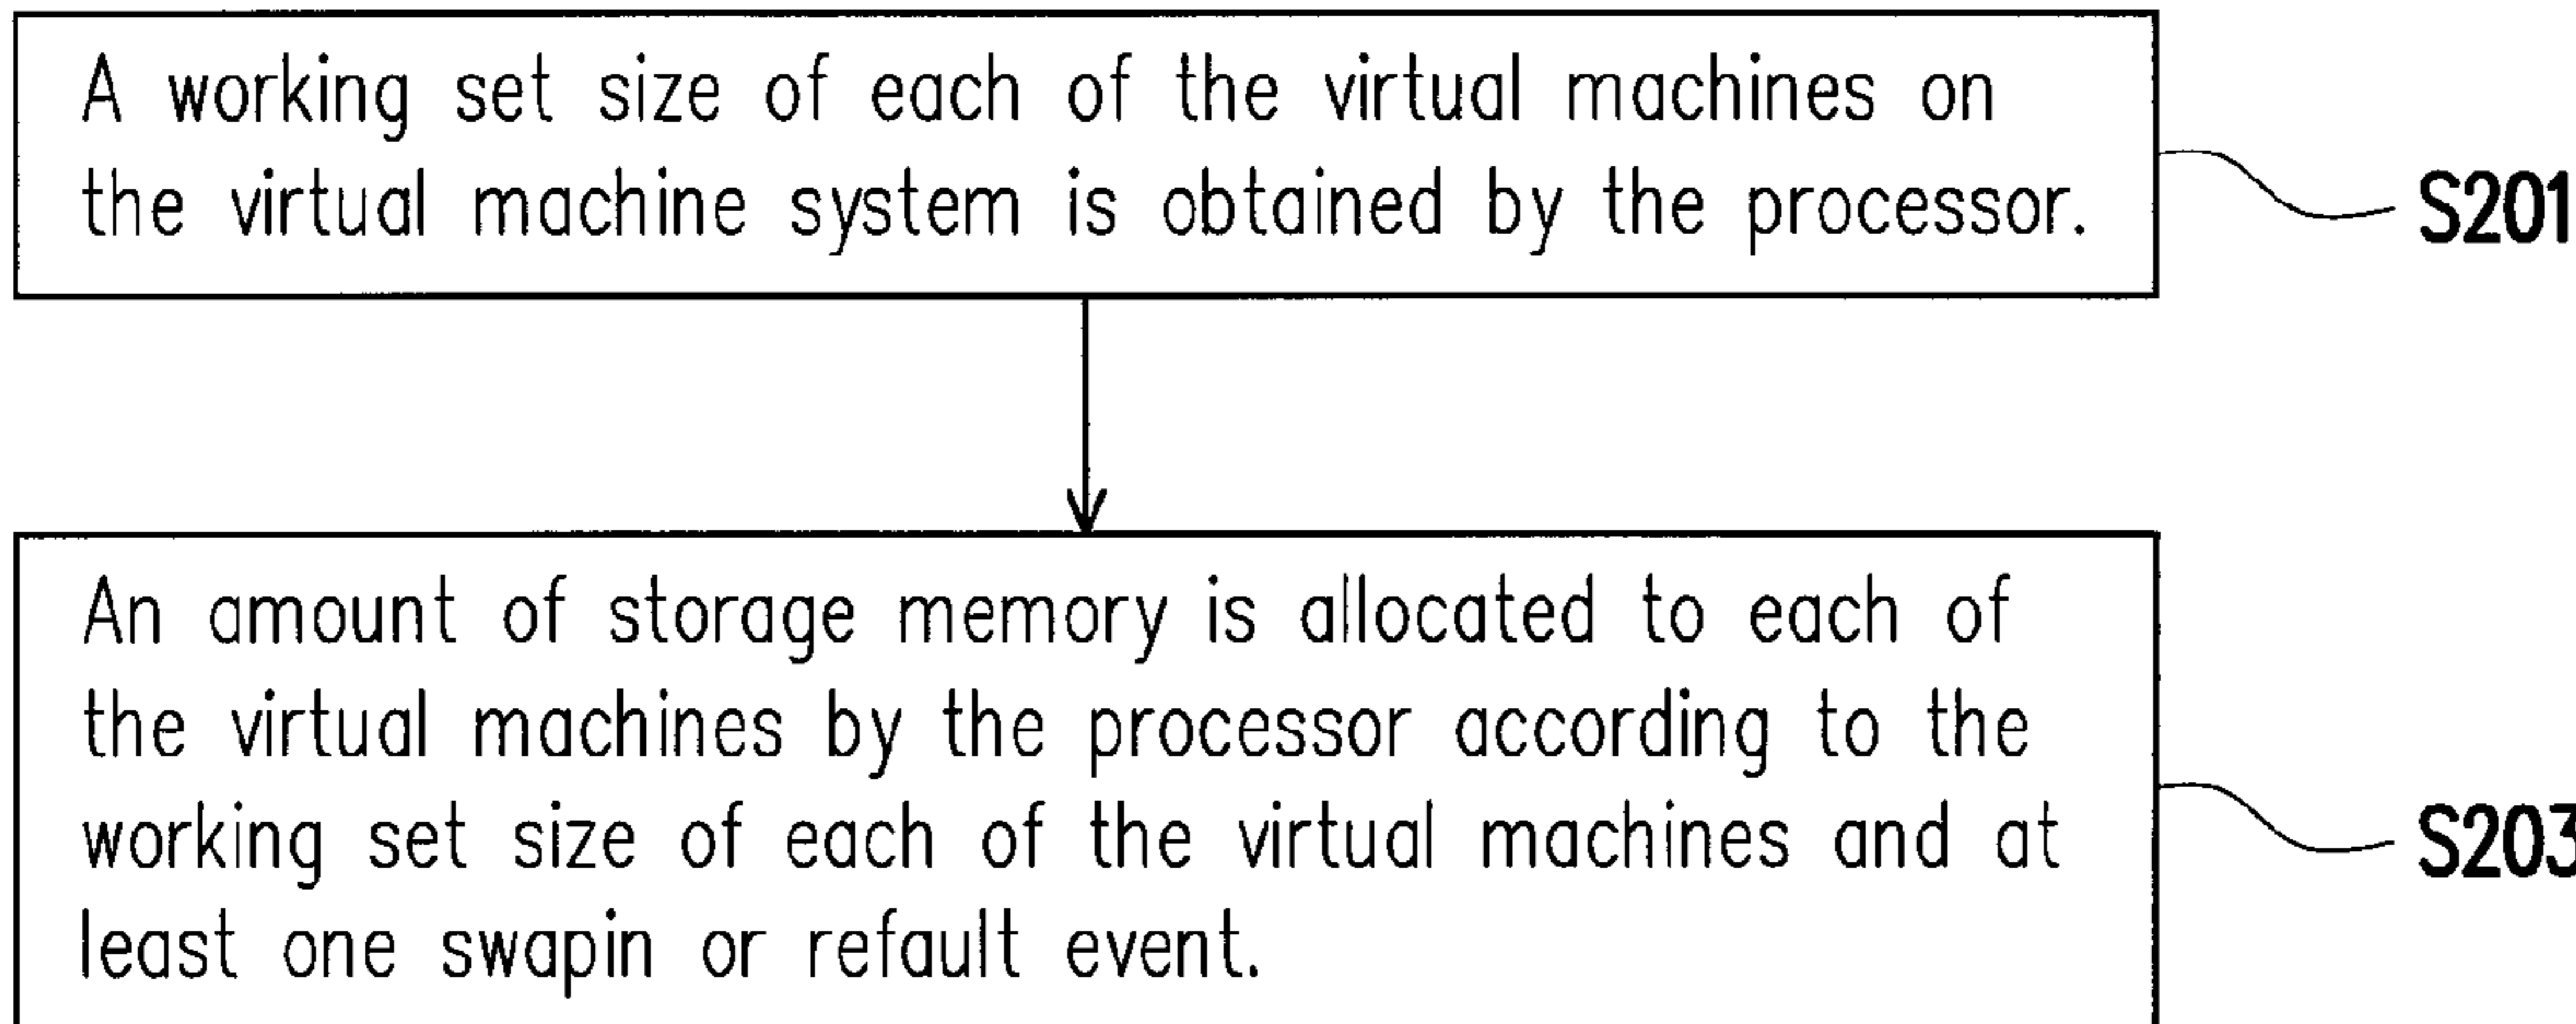 A working set size of each of the virtual machines on
the virtual machine system is obtained by the processor.
S201
An amount of storage memory is allocated to each of
the virtual machines by the processor according to the
working set size of each of the virtual machines and at
least one swapin or refault event.
S203